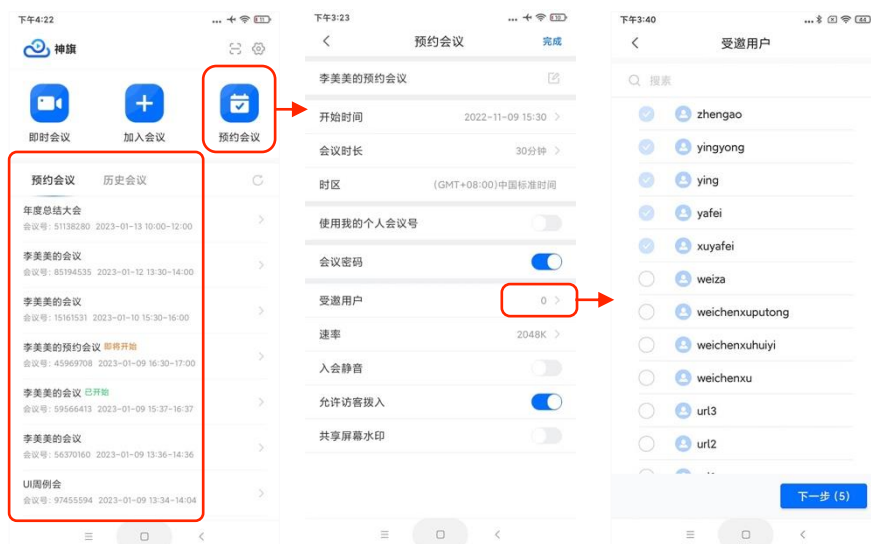 下午4:22
11
神旗
即时会议
加入会议
预约会议
预约会议 历史会议
年度总结大会
会议号: 51138280 2023-01-13 10:00-12:00
李美美的会议
会议号: 85194535 2023-01-12 13:30-14:00
李美美的会议
会议号: 15161531 2023-01-10 15:30-16:00
李美美的预约会议 即将开始
会议号: 45969708 2023-01-09 16:30-17:00
李美美的会议 已开始
会议号: 59566413 2023-01-09 15:37-16:37
李美美的会议
会议号: 56370160 2023-01-09 13:36-14:36
UI周例会
会议号: 97455594 2023-01-09 13:34-14:04
下午3:23
10
预约会议 完成
李美美的预约会议
开始时间 2022-11-09 15:30
会议时长 30分钟
时区 (GMT+08:00)中国标准时间
使用我的个人会议号
会议密码
受邀用户 0
速率 2048K
入会静音
允许访客拨入
共享屏幕水印
下午3:40
44
受邀用户
搜索
zhengao
yingyong
ying
yafei
xuyafei
weiza
weichenxuputong
weichenxuhuiyi
weichenxu
url3
url2
下一步 (5)